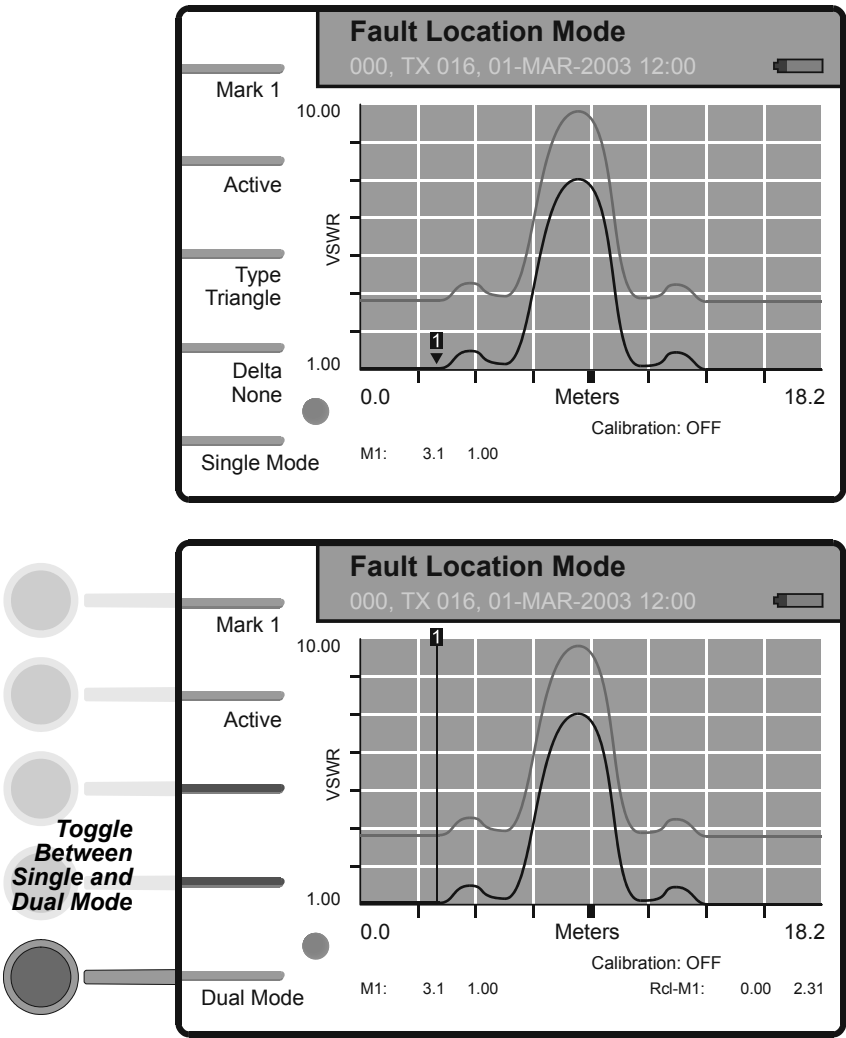 Fault Location Mode
000, TX 016, 01-MAR-2003 12:00
Mark 1
Active
Type
Triangle
Delta
None
Single Mode
10.00
VSWR
1.00
1
0.0 Meters 18.2
Calibration: OFF
M1: 3.1 1.00
Fault Location Mode
000, TX 016, 01-MAR-2003 12:00
Mark 1
Active
Toggle
Between
Single and
Dual Mode
Dual Mode
10.00
VSWR
1.00
1
0.0 Meters 18.2
Calibration: OFF
M1: 3.1 1.00 Rcl-M1: 0.00 2.31